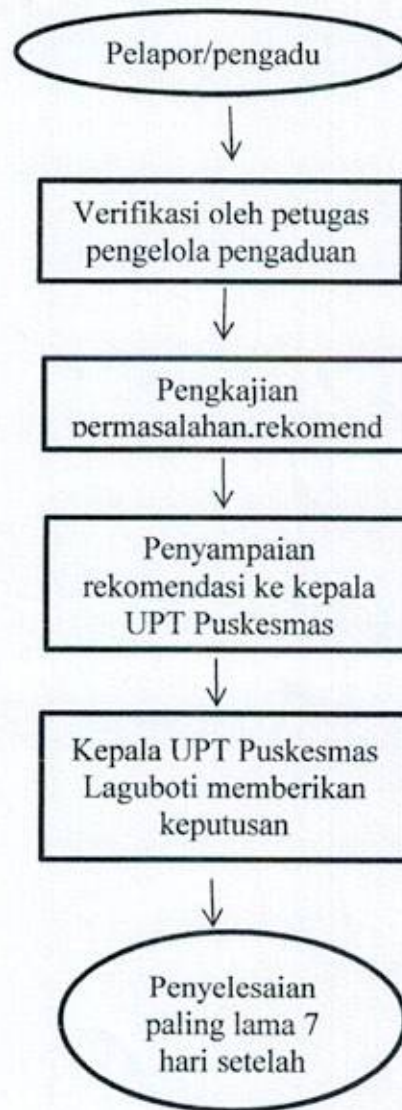 Pelapor/pengadu
Verifikasi oleh petugas
pengelola pengaduan
Pengkajian
permasalahan,rekomend
Penyampaian
rekomendasi ke kepala
UPT Puskesmas
Kepala UPT Puskesmas
Laguboti memberikan
keputusan
Penyelesaian
paling lama 7
hari setelah